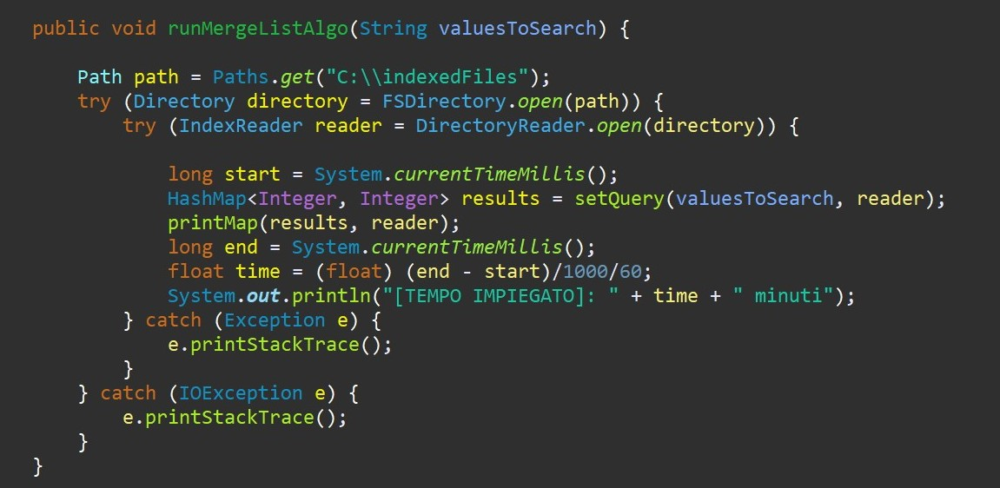 public void runMergeListAlgo(String valuesToSearch) {
Path path = Paths.get("C:\\indexedFiles");
try (Directory directory = FSDirectory.open(path)) {
try (IndexReader reader = DirectoryReader.open(directory)) {
long start = System.currentTimeMillis();
HashMap<Integer, Integer> results = setQuery(valuesToSearch, reader);
printMap(results, reader);
long end = System.currentTimeMillis();
float time = (float) (end - start)/1000/60;
System.out.println("[TEMPO IMPIEGATO]: " + time + " minuti");
} catch (Exception e) {
e.printStackTrace();
}
} catch (IOException e) {
e.printStackTrace();
}
}